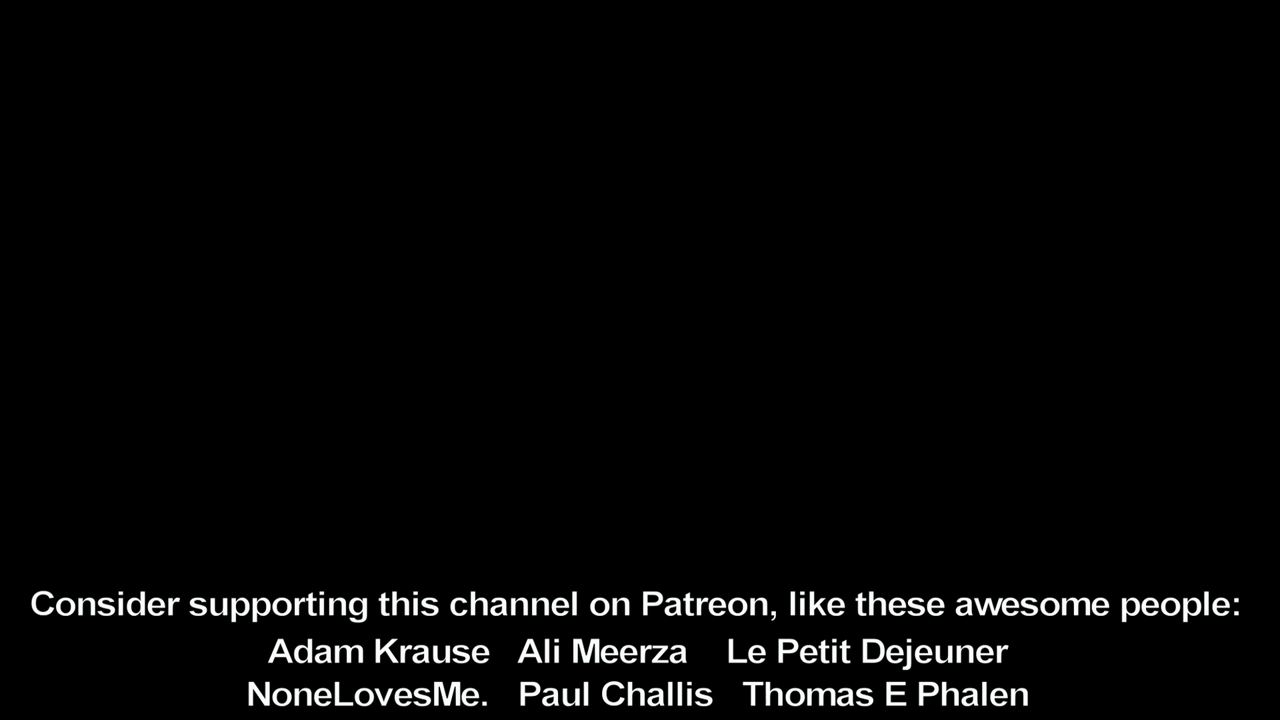 Consider supporting this channel on Patreon, like these awesome people:
Adam Krause Ali Meerza Le Petit Dejeuner
NoneLovesMe. Paul Challis Thomas E Phalen